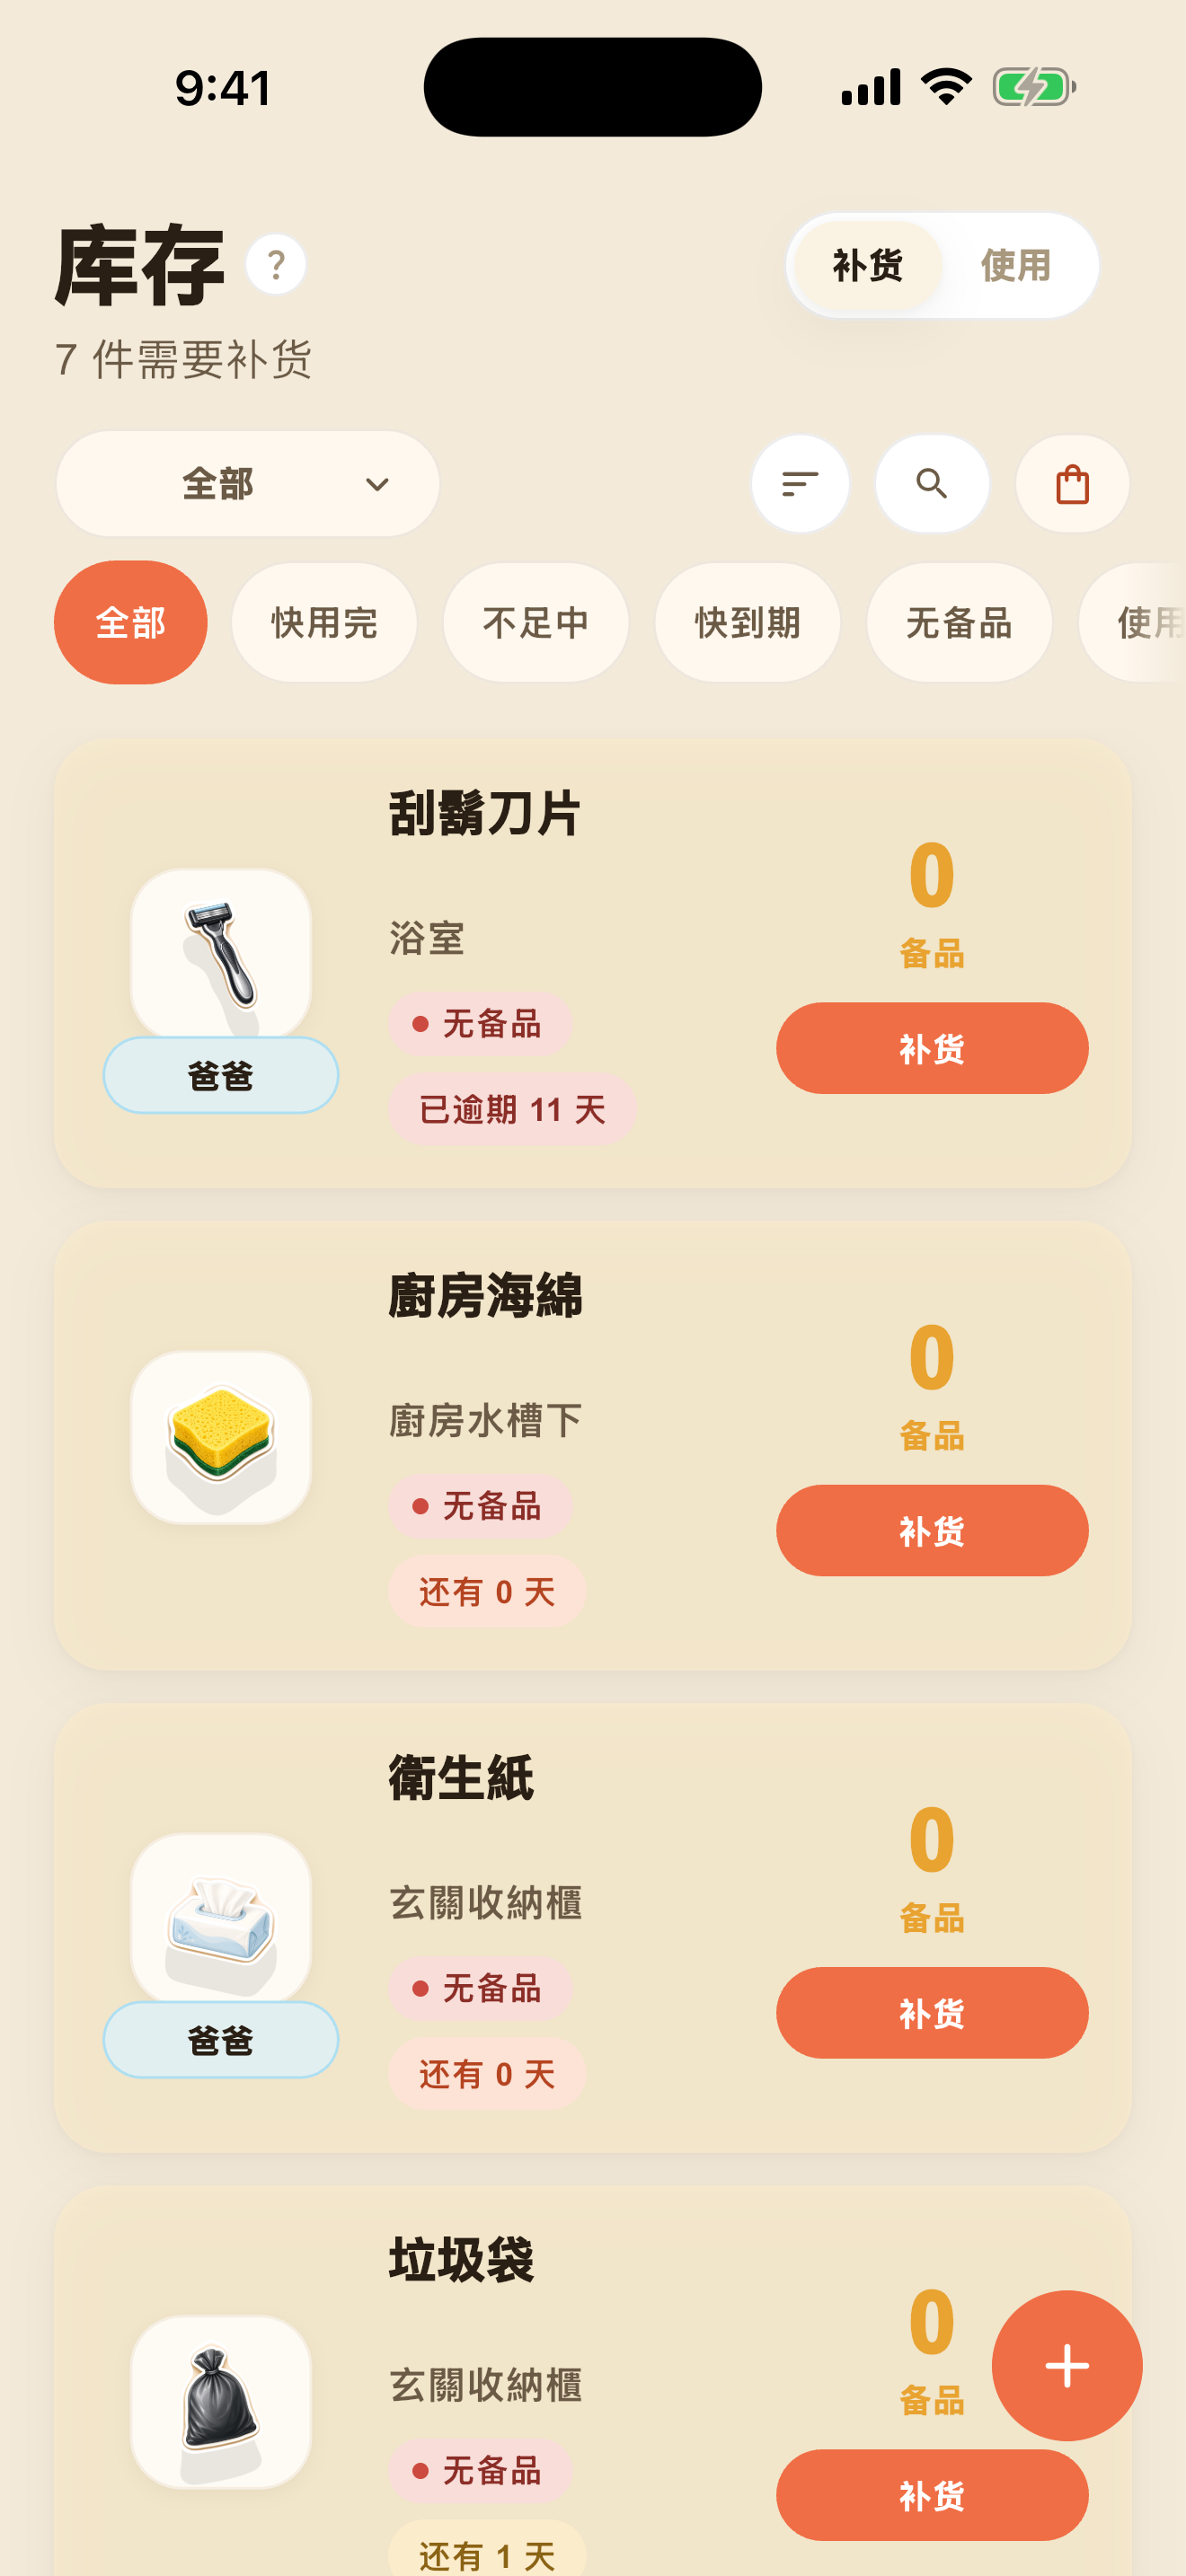 9:41
库存 ?
补货 使用
7 件需要补货
全部
全部 快用完 不足中 快到期 无备品 使用
刮鬍刀片
浴室
无备品
已逾期 11 天
爸爸
0
备品
补货
廚房海綿
廚房水槽下
无备品
还有 0 天
0
备品
补货
衛生紙
玄關收納櫃
无备品
还有 0 天
爸爸
0
备品
补货
垃圾袋
玄關收納櫃
无备品
还有 1 天
0
备品
补货